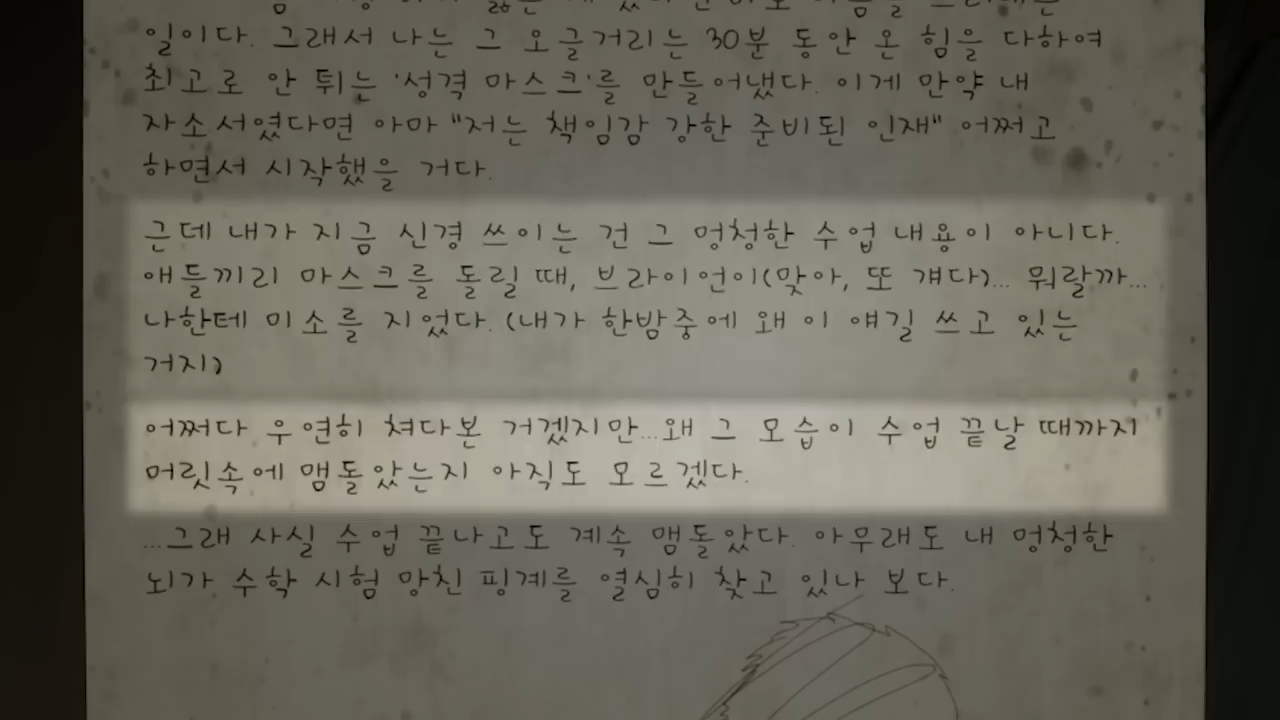 일이다. 그래서 나는 그 오글거리는 30분 동안 온 힘을 다하여
최고로 안 튀는 '성격 마스크'를 만들어냈다. 이게 만약 내
자소서였다면 아마 "저는 책임감 강한 준비된 인재" 어쩌고
하면서 시작했을 거다.
근데 내가 지금 신경 쓰이는 건 그 멍청한 수업 내용이 아니다.
애들끼리 마스크를 돌릴 때, 브라이언이(맞아, 또 걔다)... 뭐랄까...
나한테 미소를 지었다. (내가 한밤중에 왜 이 얘길 쓰고 있는
거지)
어쩌다 우연히 쳐다본 거겠지만...왜 그 모습이 수업 끝날 때까지
머릿속에 맴돌았는지 아직도 모르겠다.
...그래 사실 수업 끝나고도 계속 맴돌았다. 아무래도 내 멍청한
뇌가 수학 시험 망친 핑계를 열심히 찾고 있나 보다.